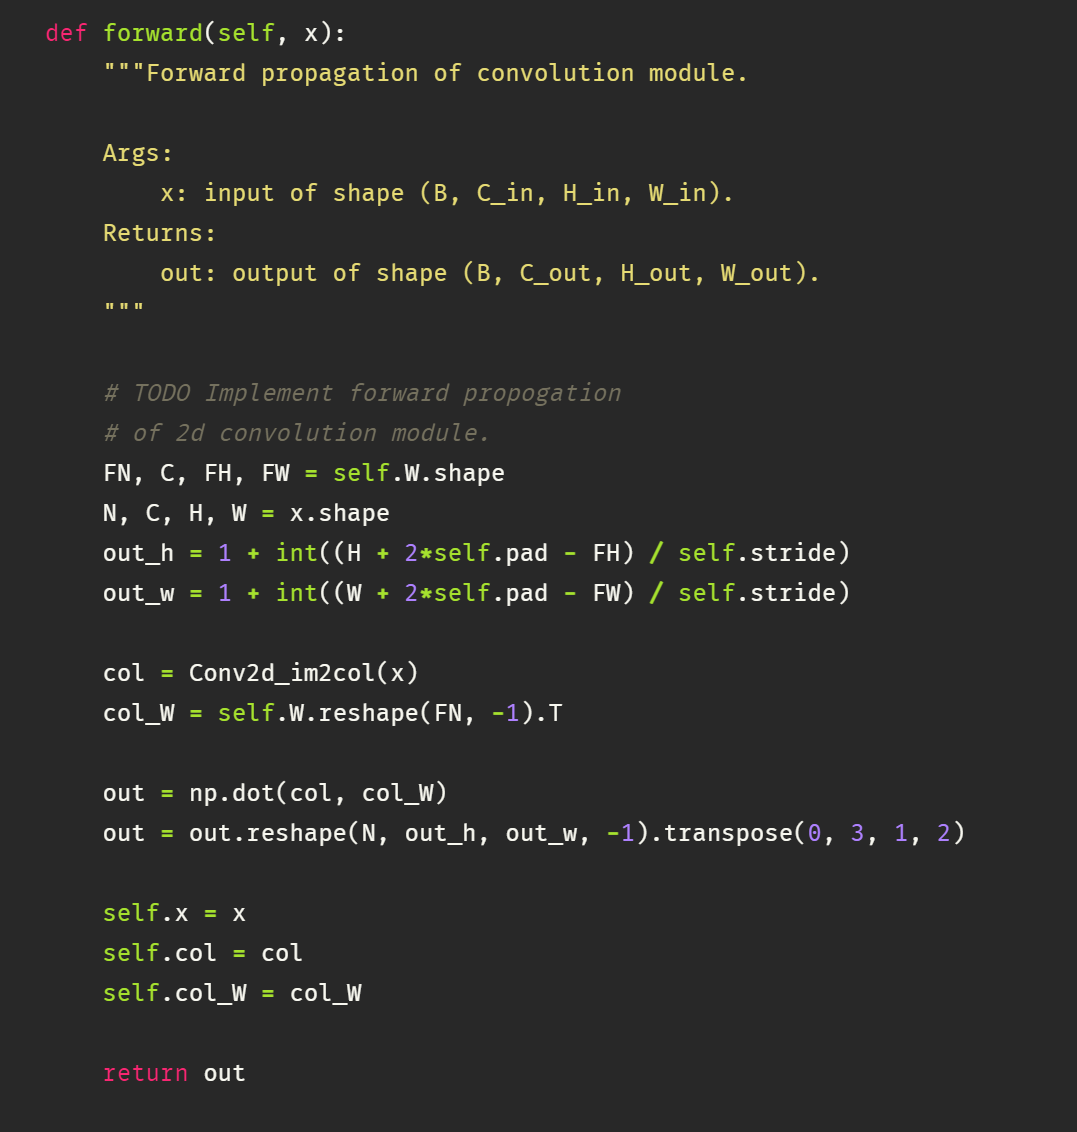 def forward(self, x):
"""Forward propagation of convolution module.
Args:
x: input of shape (B, C_in, H_in, W_in).
Returns:
out: output of shape (B, C_out, H_out, W_out).
"""
# TODO Implement forward propogation
# of 2d convolution module.
FN, C, FH, FW = self.W.shape
N, C, H, W = x.shape
out_h = 1 + int((H + 2*self.pad - FH) / self.stride)
out_w = 1 + int((W + 2*self.pad - FW) / self.stride)
col = Conv2d_im2col(x)
col_W = self.W.reshape(FN, -1).T
out = np.dot(col, col_W)
out = out.reshape(N, out_h, out_w, -1).transpose(0, 3, 1, 2)
self.x = x
self.col = col
self.col_W = col_W
return out